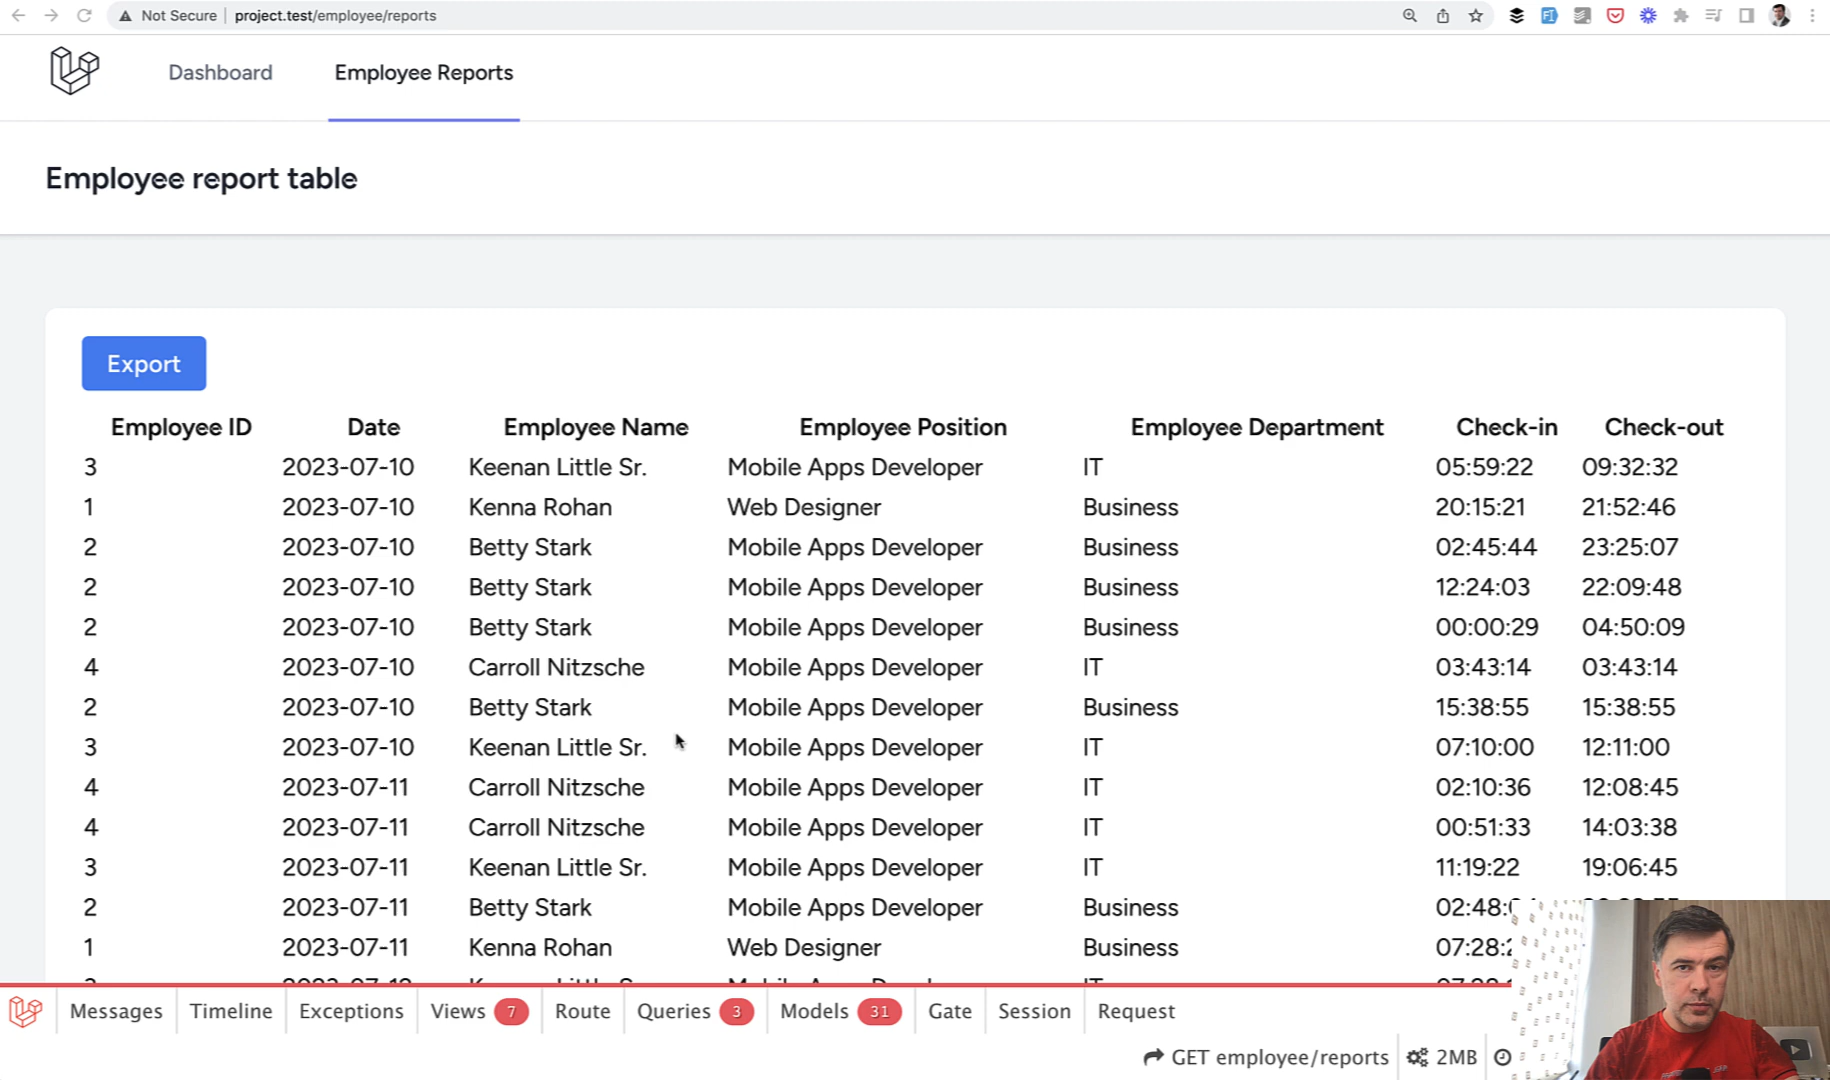 Not Secure project.test/employee/reports
Dashboard Employee Reports
Employee report table
Export
Employee ID Date Employee Name Employee Position Employee Department Check-in Check-out
3 2023-07-10 Keenan Little Sr. Mobile Apps Developer IT 05:59:22 09:32:32
1 2023-07-10 Kenna Rohan Web Designer Business 20:15:21 21:52:46
2 2023-07-10 Betty Stark Mobile Apps Developer Business 02:45:44 23:25:07
2 2023-07-10 Betty Stark Mobile Apps Developer Business 12:24:03 22:09:48
2 2023-07-10 Betty Stark Mobile Apps Developer Business 00:00:29 04:50:09
4 2023-07-10 Carroll Nitzsche Mobile Apps Developer IT 03:43:14 03:43:14
2 2023-07-10 Betty Stark Mobile Apps Developer Business 15:38:55 15:38:55
3 2023-07-10 Keenan Little Sr. Mobile Apps Developer IT 07:10:00 12:11:00
4 2023-07-11 Carroll Nitzsche Mobile Apps Developer IT 02:10:36 12:08:45
4 2023-07-11 Carroll Nitzsche Mobile Apps Developer IT 00:51:33 14:03:38
3 2023-07-11 Keenan Little Sr. Mobile Apps Developer IT 11:19:22 19:06:45
2 2023-07-11 Betty Stark Mobile Apps Developer Business 02:48:
1 2023-07-11 Kenna Rohan Web Designer Business 07:28:
Messages Timeline Exceptions Views 7 Route Queries 3 Models 31 Gate Session Request
GET employee/reports 2MB